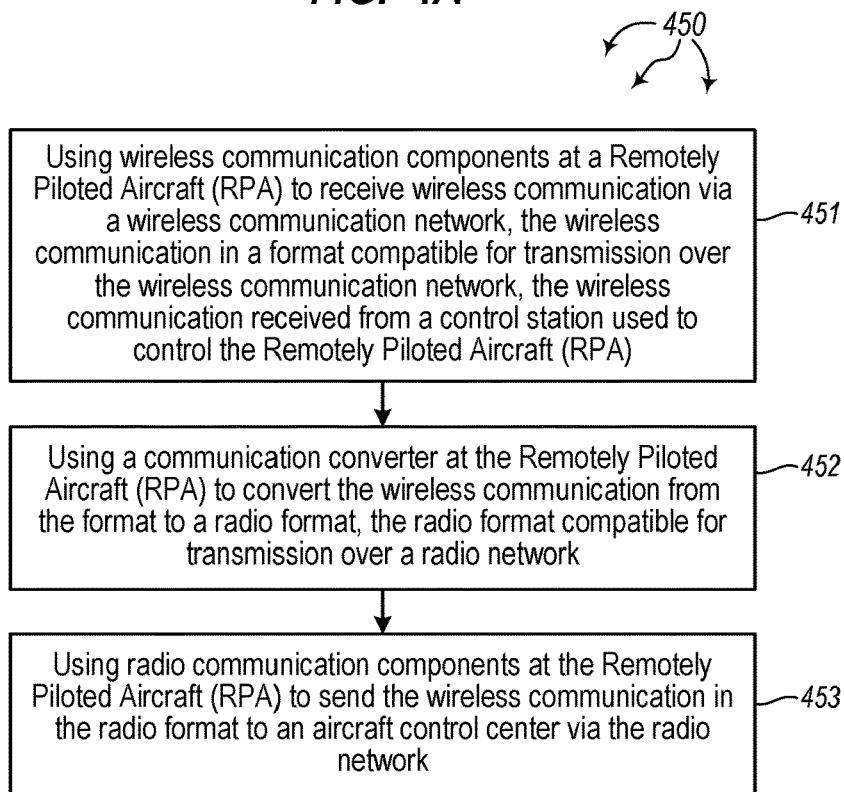 450
Using wireless communication components at a Remotely
Piloted Aircraft (RPA) to receive wireless communication via
a wireless communication network, the wireless
communication in a format compatible for transmission over
the wireless communication network, the wireless
communication received from a control station used to
control the Remotely Piloted Aircraft (RPA)
451
Using a communication converter at the Remotely Piloted
Aircraft (RPA) to convert the wireless communication from
the format to a radio format, the radio format compatible for
transmission over a radio network
452
Using radio communication components at the Remotely
Piloted Aircraft (RPA) to send the wireless communication in
the radio format to an aircraft control center via the radio
network
453